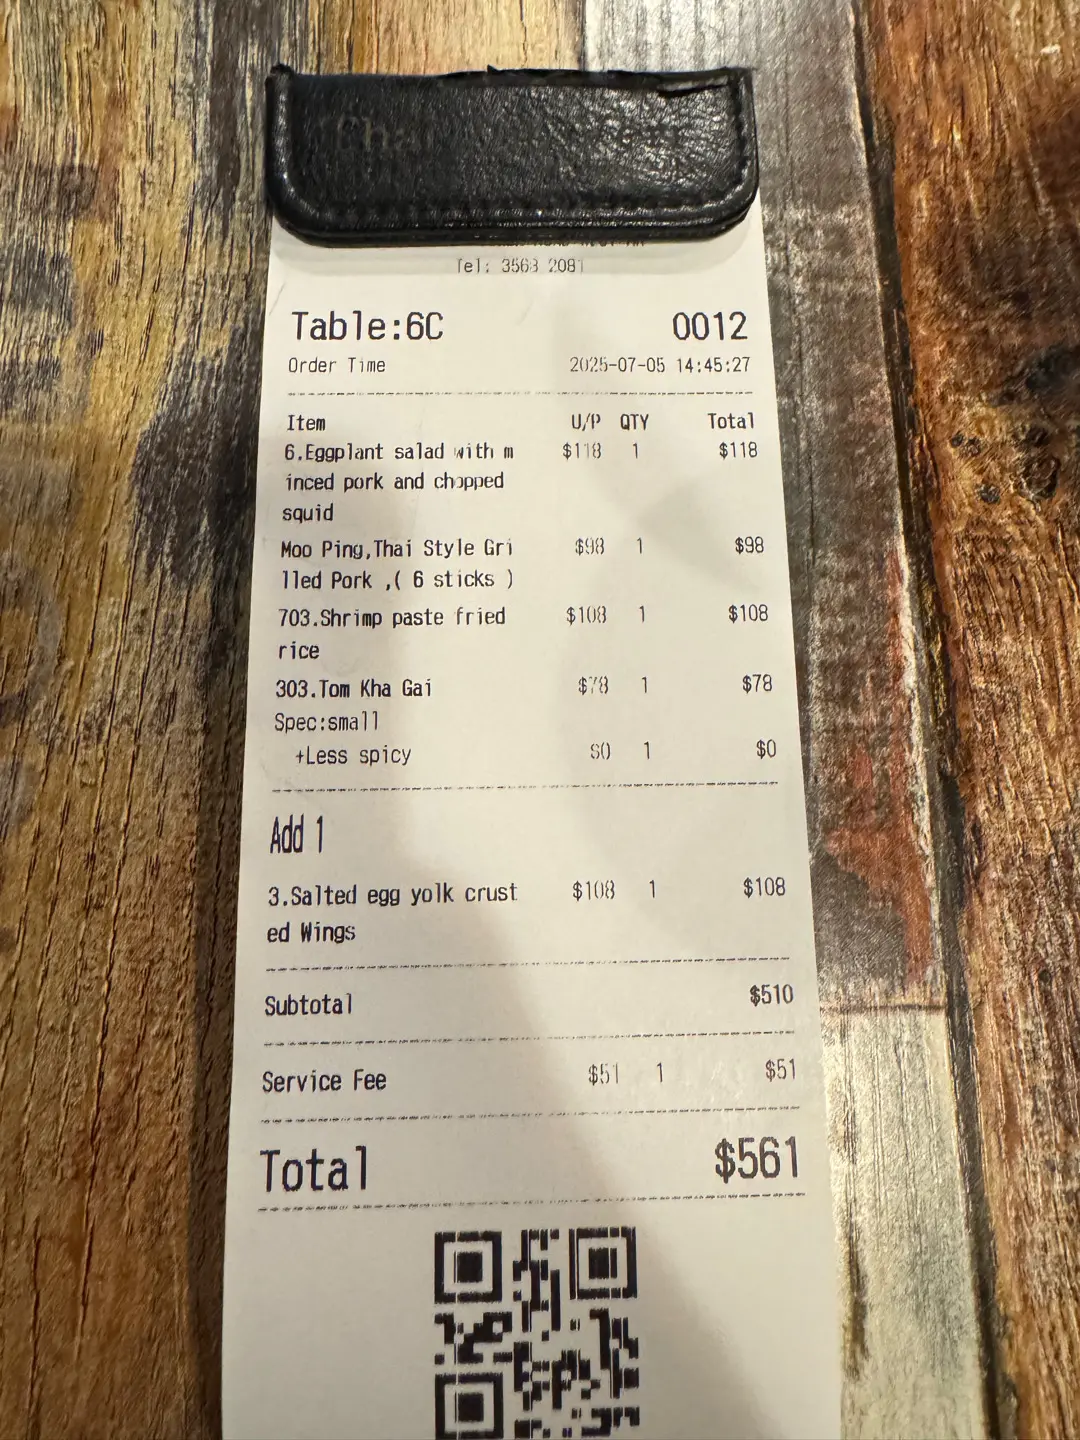 Tel: 3568 2081
Table:6C 0012
Order Time 2025-07-05 14:45:27
Item U/P QTY Total
6.Eggplant salad with m $118 1 $118
inced pork and chopped
squid
Moo Ping,Thai Style Gri $98 1 $98
lled Pork ,( 6 sticks )
703.Shrimp paste fried $108 1 $108
rice
303.Tom Kha Gai $78 1 $78
Spec:small
+Less spicy $0 1 $0
Add 1
3.Salted egg yolk crust $108 1 $108
ed Wings
Subtotal $510
Service Fee $51 1 $51
Total $561